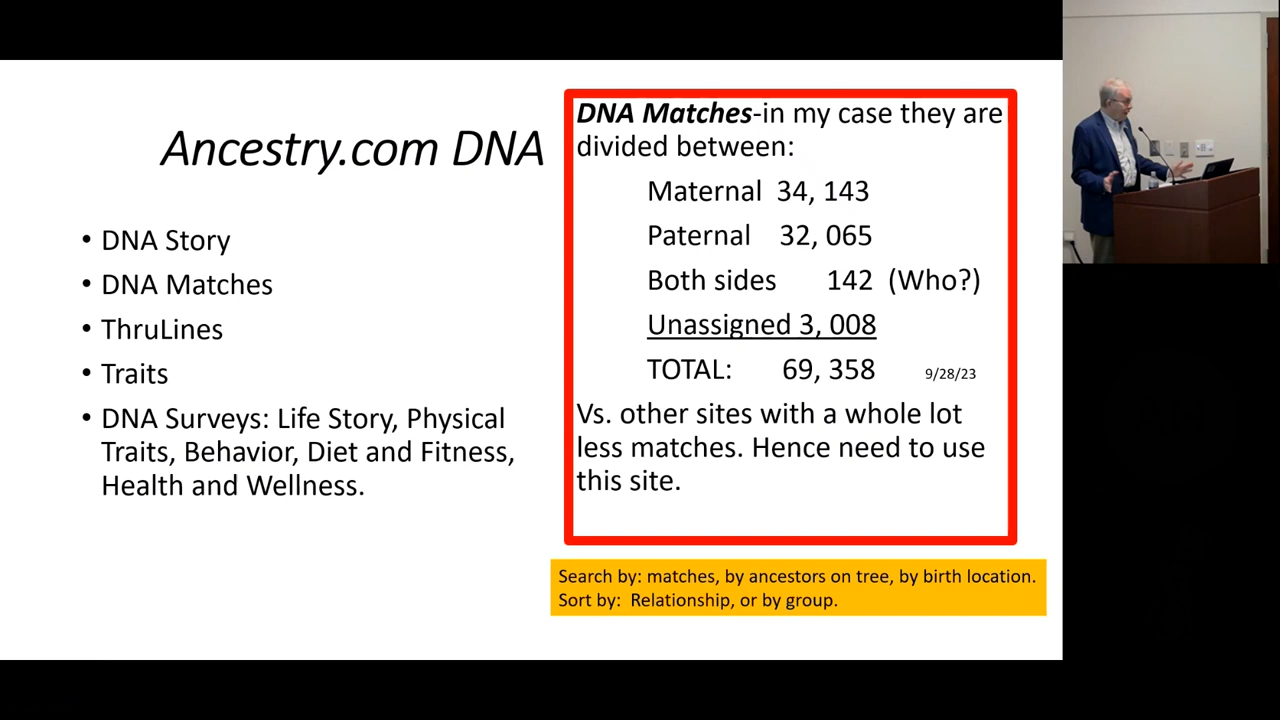 Ancestry.com DNA
• DNA Story
• DNA Matches
• ThruLines
• Traits
• DNA Surveys: Life Story, Physical
Traits, Behavior, Diet and Fitness,
Health and Wellness.
DNA Matches-in my case they are
divided between:
Maternal 34, 143
Paternal 32, 065
Both sides 142 (Who?)
Unassigned 3, 008
TOTAL: 69, 358 9/28/23
Vs. other sites with a whole lot
less matches. Hence need to use
this site.
Search by: matches, by ancestors on tree, by birth location.
Sort by: Relationship, or by group.